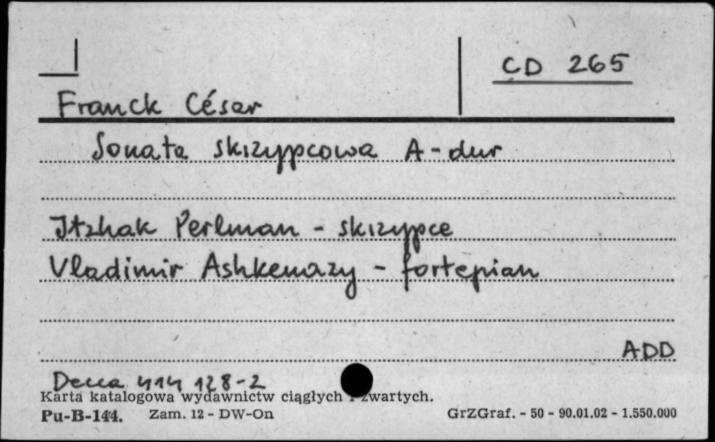 CD 265
Franck César
Sonata skrzypcowa A-dur
Itzhak Perlman - skrzypce
Vladimir Ashkenazy - fortepian
ADD
Decca 414 128-2
Karta katalogowa wydawnictw ciągłych i zwartych.
Pu-B-144. Zam. 12 - DW-On GrZGraf. - 50 - 90.01.02 - 1.550.000